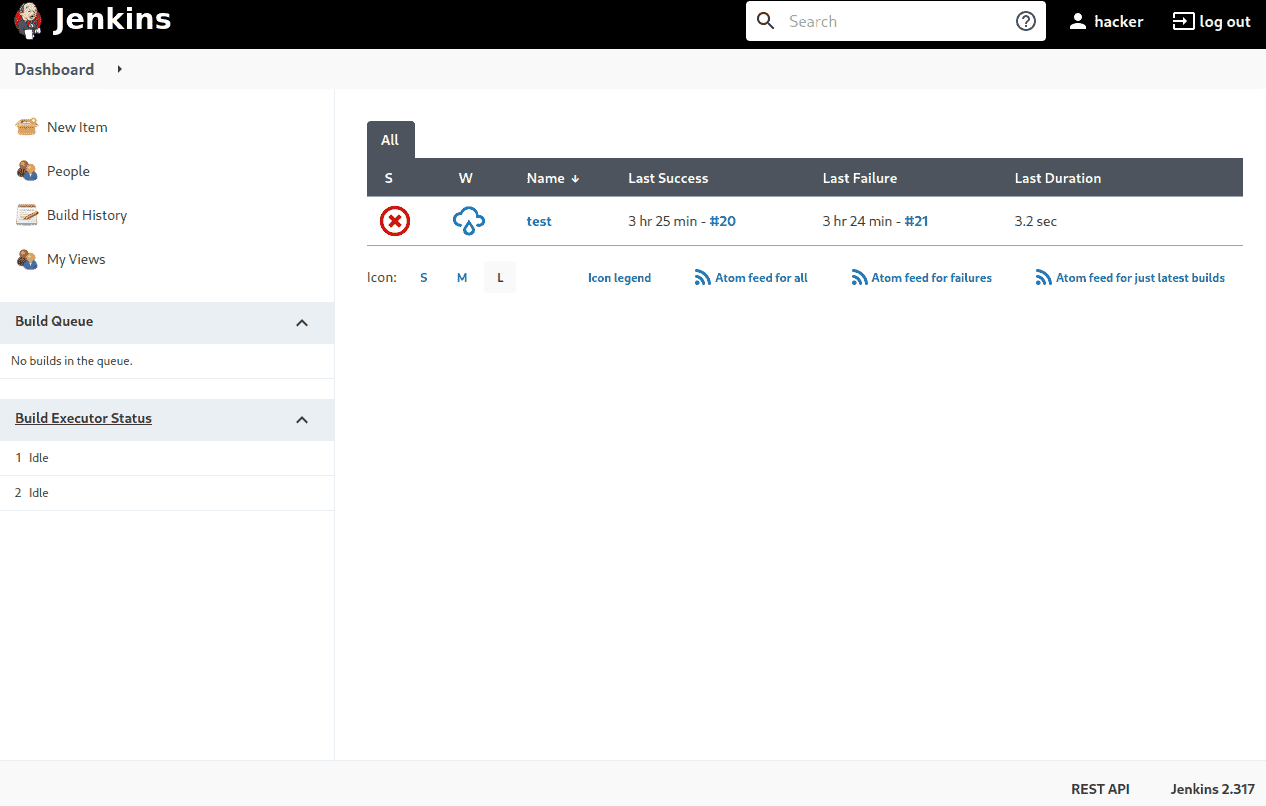 Jenkins
Search
hacker
log out
Dashboard
New Item
People
Build History
My Views
Build Queue
No builds in the queue.
Build Executor Status
1 Idle
2 Idle
All
S W Name ↓ Last Success Last Failure Last Duration
test 3 hr 25 min - #20 3 hr 24 min - #21 3.2 sec
Icon: S M L Icon legend Atom feed for all Atom feed for failures Atom feed for just latest builds
REST API Jenkins 2.317